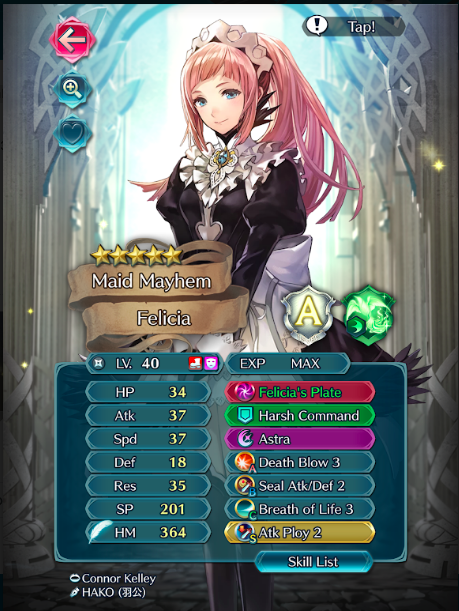 Tap!
Maid Mayhem
Felicia
A
LV. 40 EXP MAX
HP 34 Felicia's Plate
Atk 37 Harsh Command
Spd 37 Astra
Def 18 Death Blow 3
Res 35 Seal Atk/Def 2
SP 201 Breath of Life 3
HM 364 Atk Ploy 2
Skill List
Connor Kelley
HAKO (羽公)